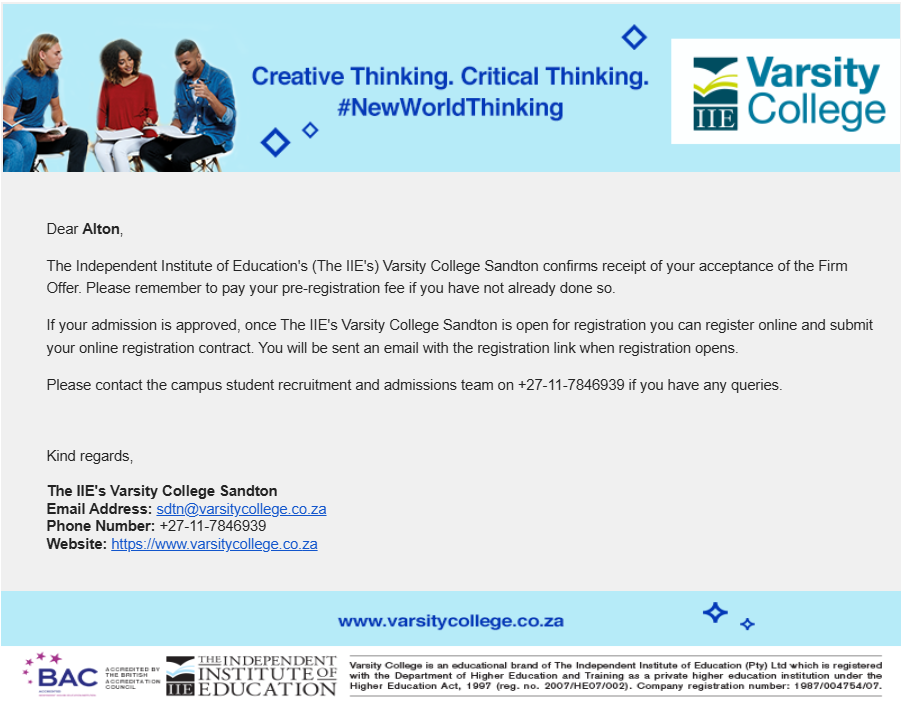 Creative Thinking. Critical Thinking.
#NewWorldThinking
Varsity
College
IIE
Dear Alton,
The Independent Institute of Education's (The IIE's) Varsity College Sandton confirms receipt of your acceptance of the Firm
Offer. Please remember to pay your pre-registration fee if you have not already done so.
If your admission is approved, once The IIE's Varsity College Sandton is open for registration you can register online and submit
your online registration contract. You will be sent an email with the registration link when registration opens.
Please contact the campus student recruitment and admissions team on +27-11-7846939 if you have any queries.
Kind regards,
The IIE's Varsity College Sandton
Email Address: sdtn@varsitycollege.co.za
Phone Number: +27-11-7846939
Website: https://www.varsitycollege.co.za
www.varsitycollege.co.za
BAC
ACCREDITED BY
THE BRITISH
ACCREDITATION
COUNCIL
IIE
THE INDEPENDENT
INSTITUTE OF
EDUCATION
Varsity College is an educational brand of The Independent Institute of Education (Pty) Ltd which is registered
with the Department of Higher Education and Training as a private higher education institution under the
Higher Education Act, 1997 (reg. no. 2007/HE07/002). Company registration number: 1987/004754/07.